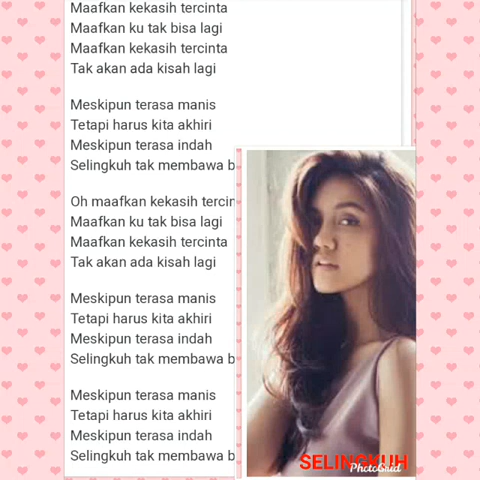 Maafkan kekasih tercinta
Maafkan ku tak bisa lagi
Maafkan kekasih tercinta
Tak akan ada kisah lagi
Meskipun terasa manis
Tetapi harus kita akhiri
Meskipun terasa indah
Selingkuh tak membawa b
Oh maafkan kekasih tercin
Maafkan ku tak bisa lagi
Maafkan kekasih tercinta
Tak akan ada kisah lagi
Meskipun terasa manis
Tetapi harus kita akhiri
Meskipun terasa indah
Selingkuh tak membawa b
Meskipun terasa manis
Tetapi harus kita akhiri
Meskipun terasa indah
Selingkuh tak membawa b
SELINGKUH
PhotoGrid